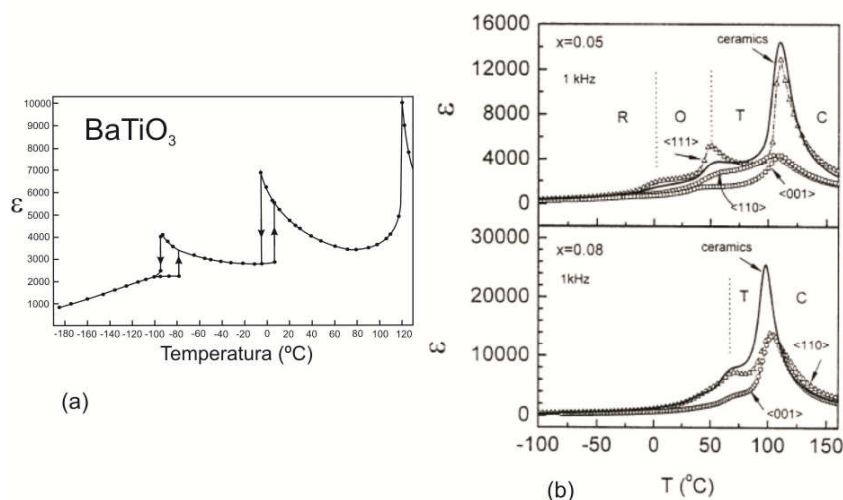 BaTiO3
ε
10000
9000
8000
7000
6000
5000
4000
3000
2000
1000
-180 -160 -140 -120 -100 -80 -60 -40 -20 0 20 40 60 80 100 120
Temperatura (ºC)
(a)
16000
12000
8000
4000
0
ε
x=0.05
1 kHz
ceramics
R O T C
<111>
<110>
<001>
30000
20000
10000
0
ε
x=0.08
1kHz
ceramics
T C
<110>
<001>
-100 -50 0 50 100 150
T (°C)
(b)